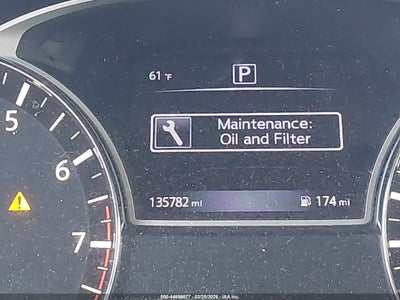 61 °F
P
Maintenance:
Oil and Filter
5
6
7
135782 mi
174 mi